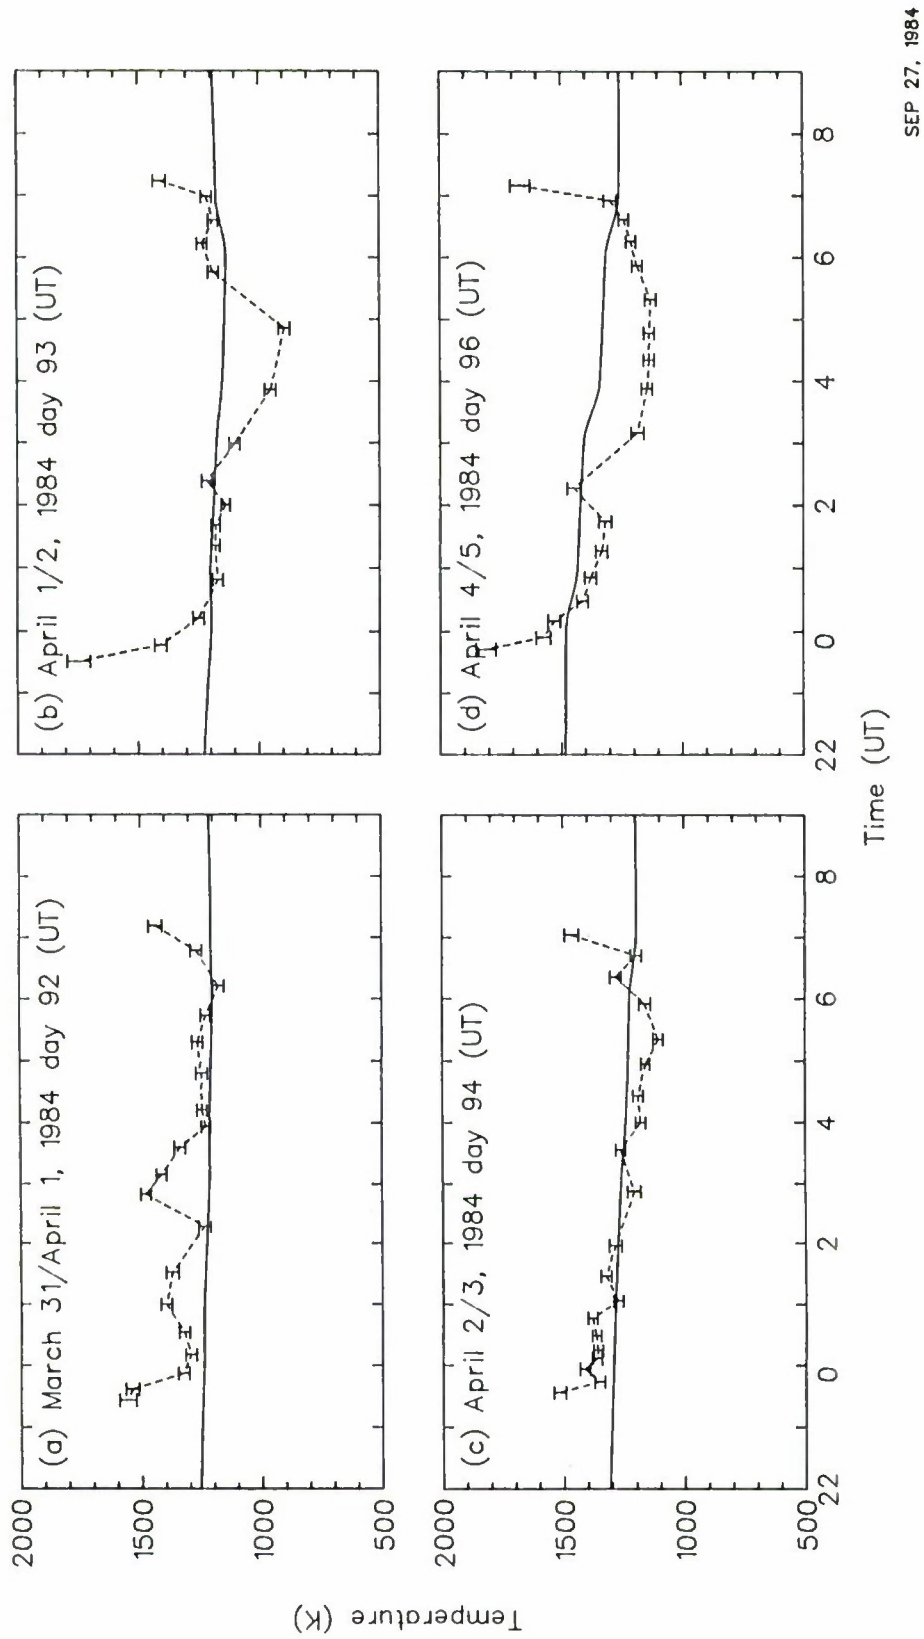 (a) March 31/April 1, 1984 day 92 (UT)
(b) April 1/2, 1984 day 93 (UT)
2000
1500
1000
500
(c) April 2/3, 1984 day 94 (UT)
(d) April 4/5, 1984 day 96 (UT)
2000
1500
1000
500
22 0 2 4 6 8
22 0 2 4 6 8
Temperature (K)
Time (UT)
SEP 27, 1984